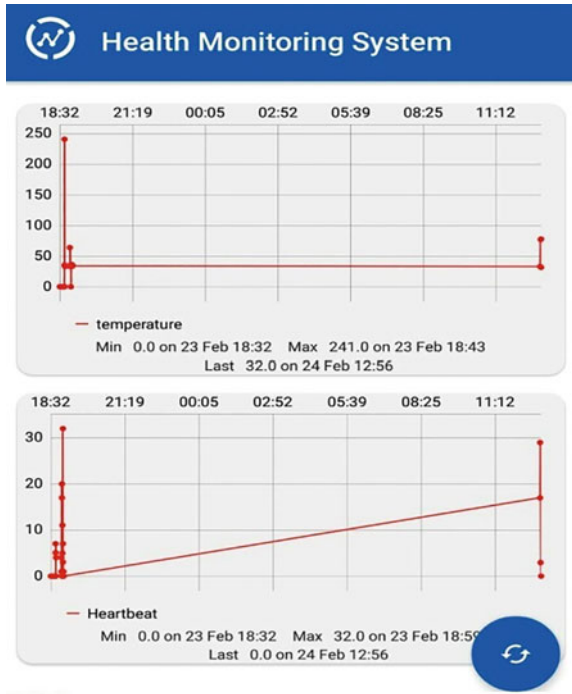 Health Monitoring System
18:32 21:19 00:05 02:52 05:39 08:25 11:12
250
200
150
100
50
0
temperature
Min 0.0 on 23 Feb 18:32 Max 241.0 on 23 Feb 18:43
Last 32.0 on 24 Feb 12:56
18:32 21:19 00:05 02:52 05:39 08:25 11:12
30
20
10
0
Heartbeat
Min 0.0 on 23 Feb 18:32 Max 32.0 on 23 Feb 18:59
Last 0.0 on 24 Feb 12:56